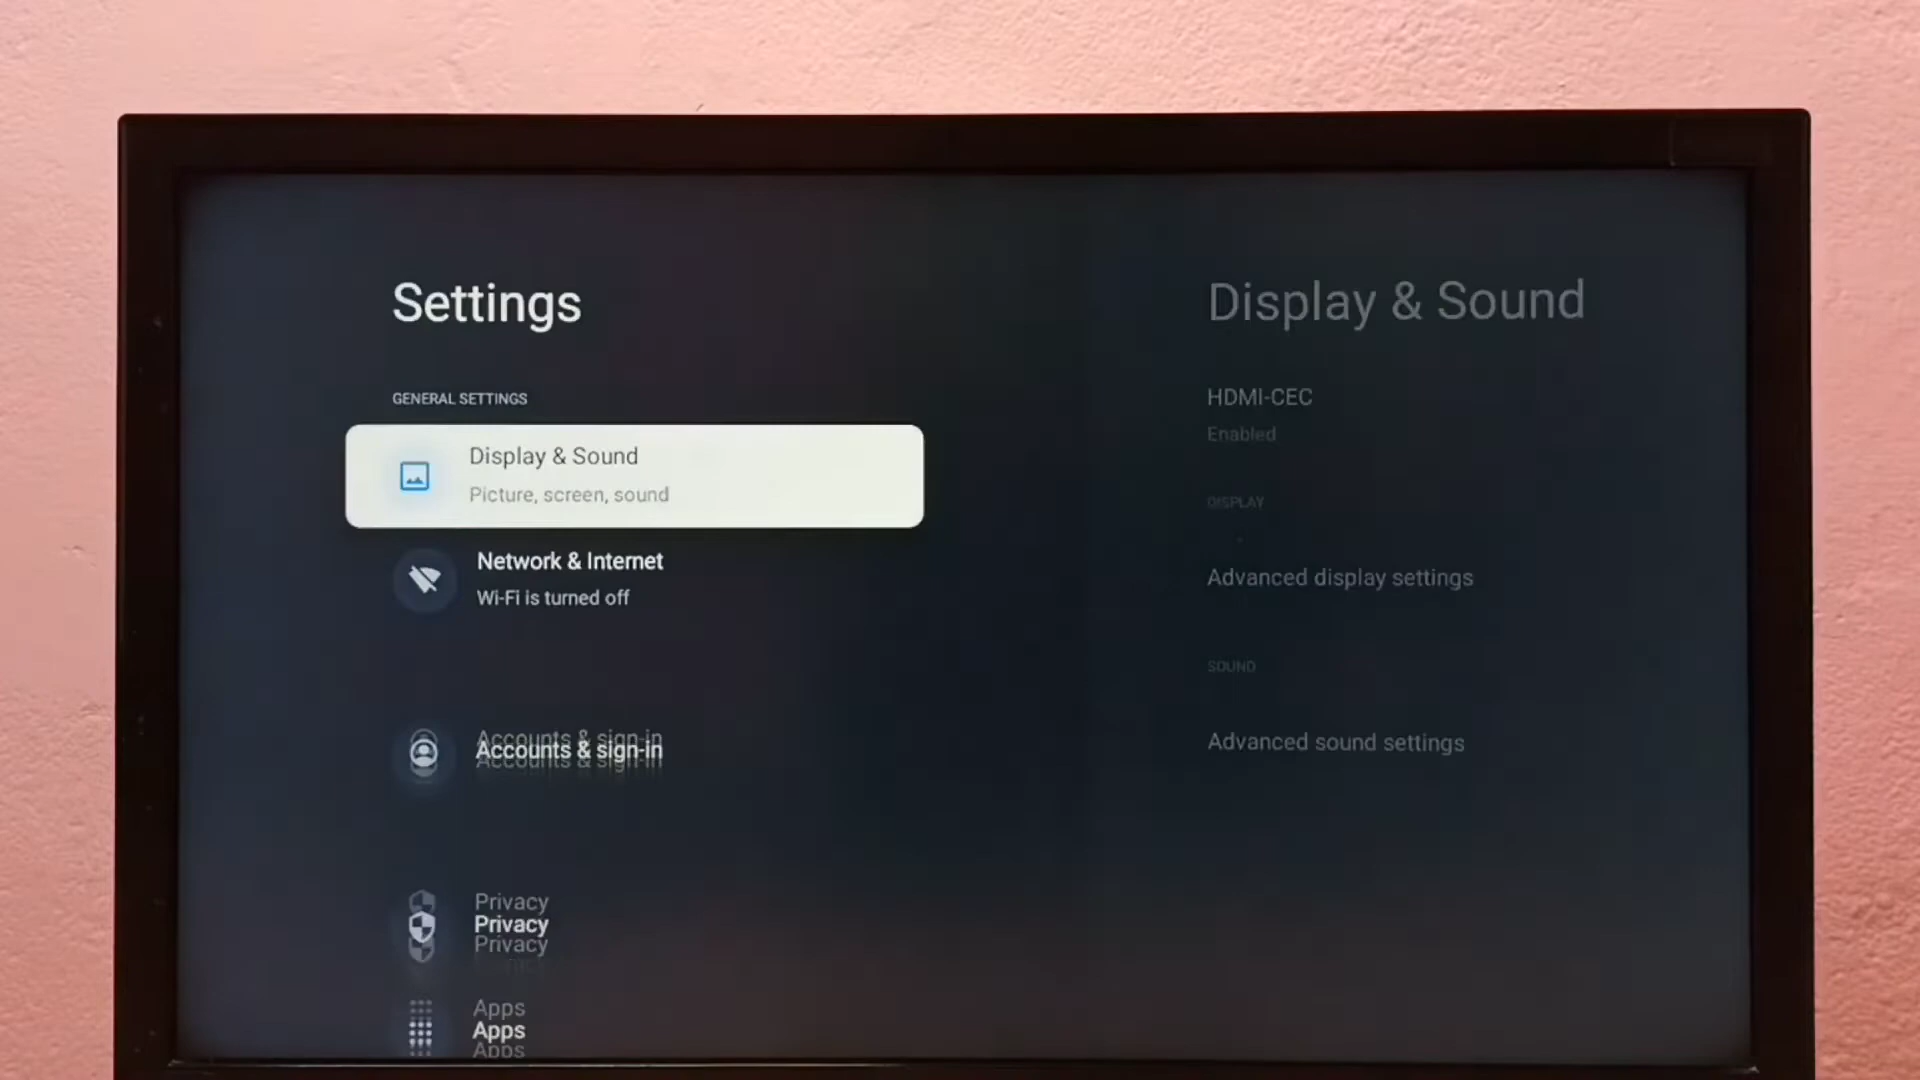 Settings
GENERAL SETTINGS
Display & Sound
Picture, screen, sound
Network & Internet
Wi-Fi is turned off
Accounts & sign-in
Privacy
Apps
Display & Sound
HDMI-CEC
Enabled
DISPLAY
Advanced display settings
SOUND
Advanced sound settings